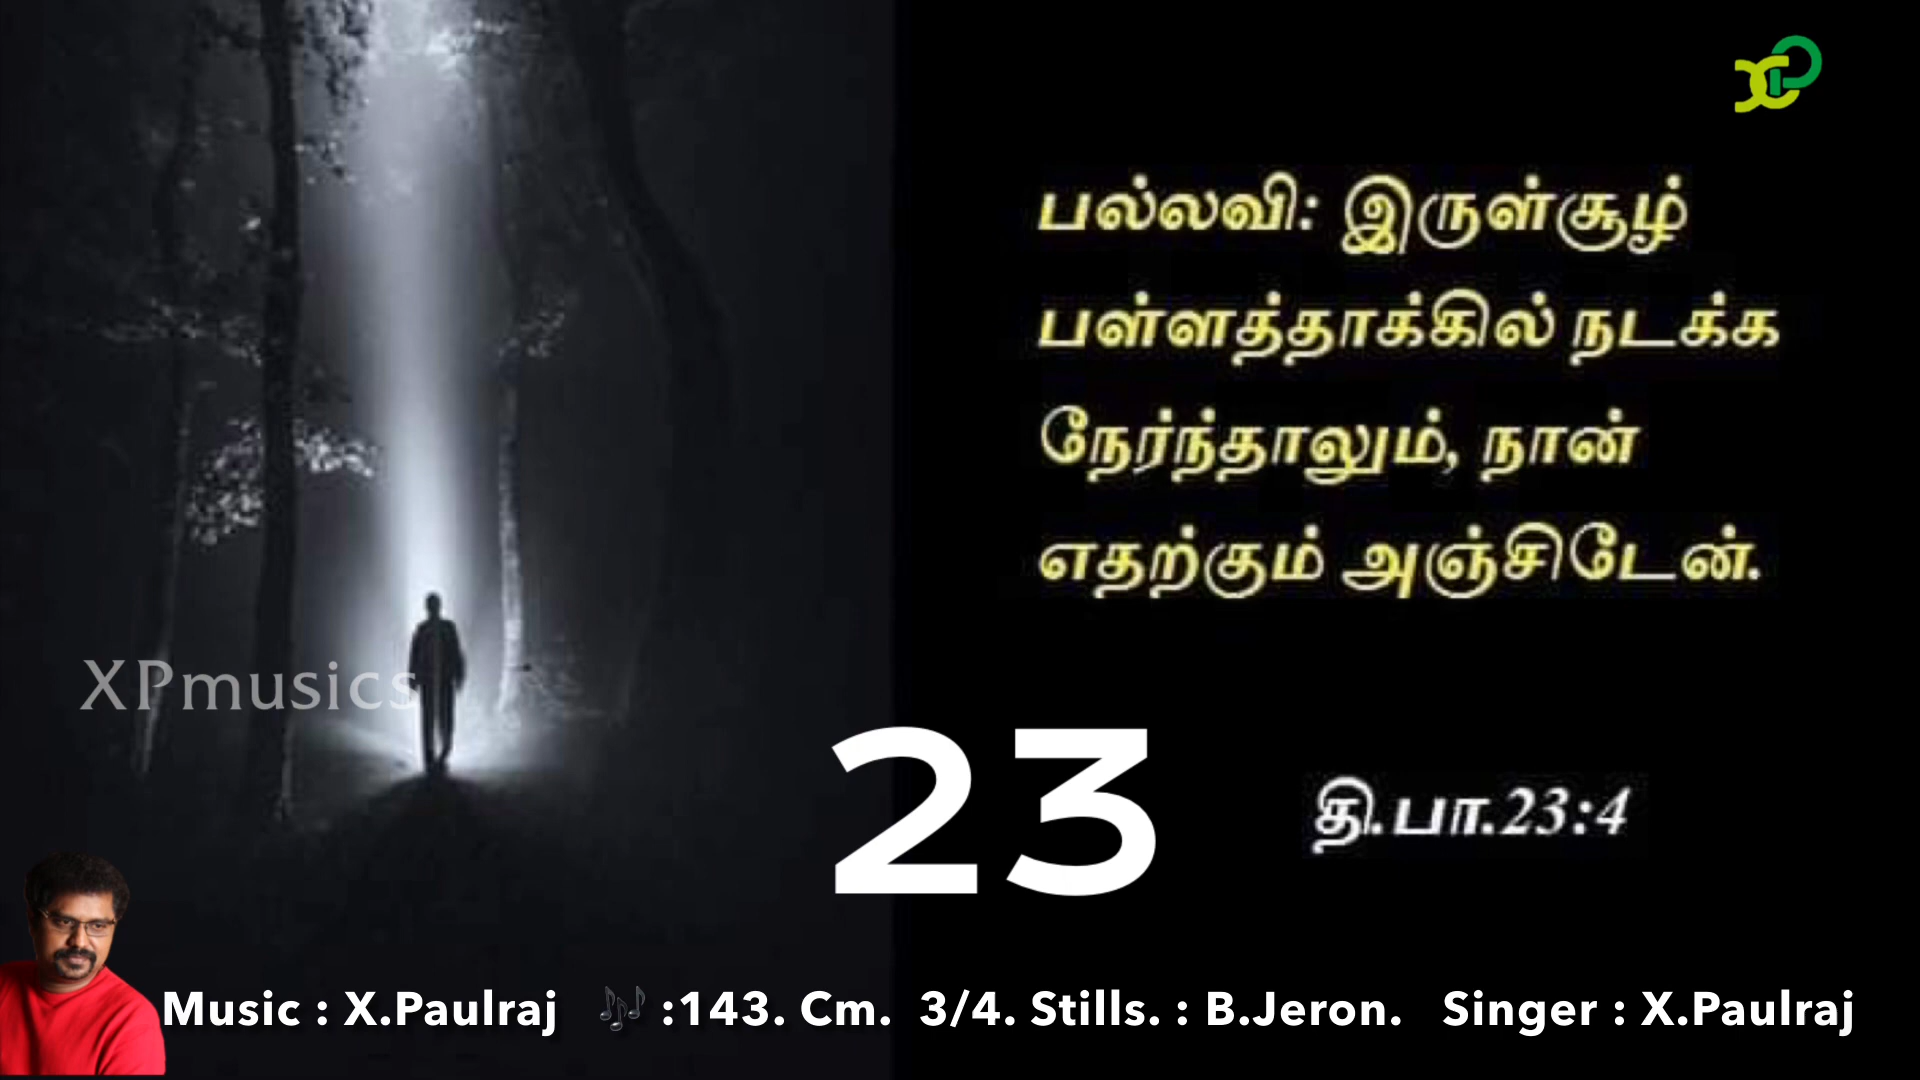 பல்லவி: இருள்சூழ்
பள்ளத்தாக்கில் நடக்க
நேர்ந்தாலும், நான்
எதற்கும் அஞ்சிடேன்.
XPmusics
23
தி.பா.23:4
Music : X.Paulraj 🎶 :143. Cm. 3/4. Stills. : B.Jeron. Singer : X.Paulraj